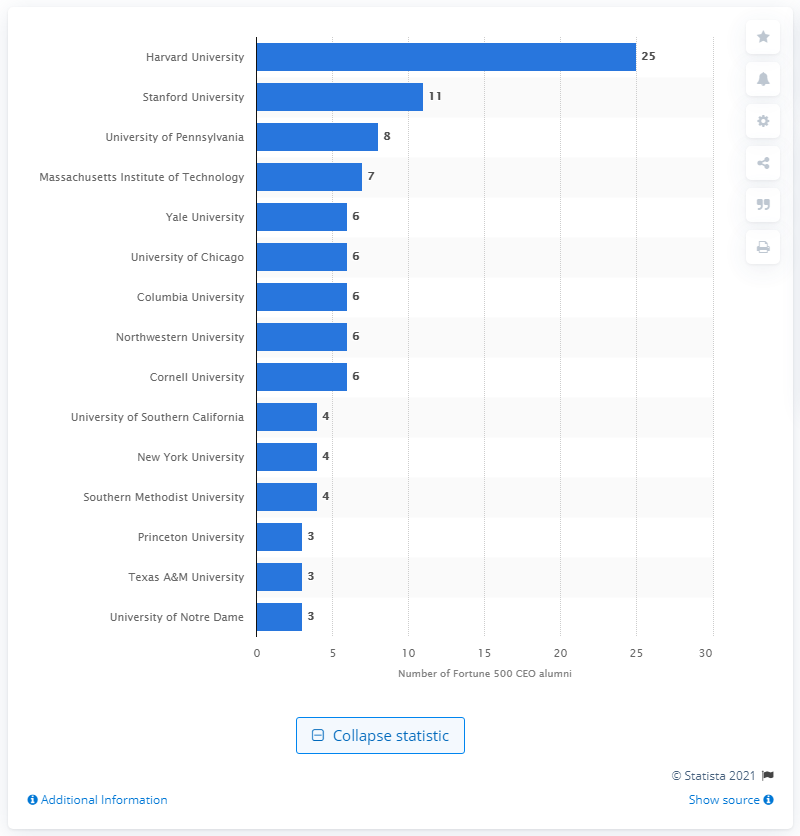 Harvard University 25
Stanford University 11
University of Pennsylvania 8
Massachusetts Institute of Technology 7
Yale University 6
University of Chicago 6
Columbia University 6
Northwestern University 6
Cornell University 6
University of Southern California 4
New York University 4
Southern Methodist University 4
Princeton University 3
Texas A&M University 3
University of Notre Dame 3
0 5 10 15 20 25 30
Number of Fortune 500 CEO alumni
Collapse statistic
© Statista 2021
Additional Information Show source